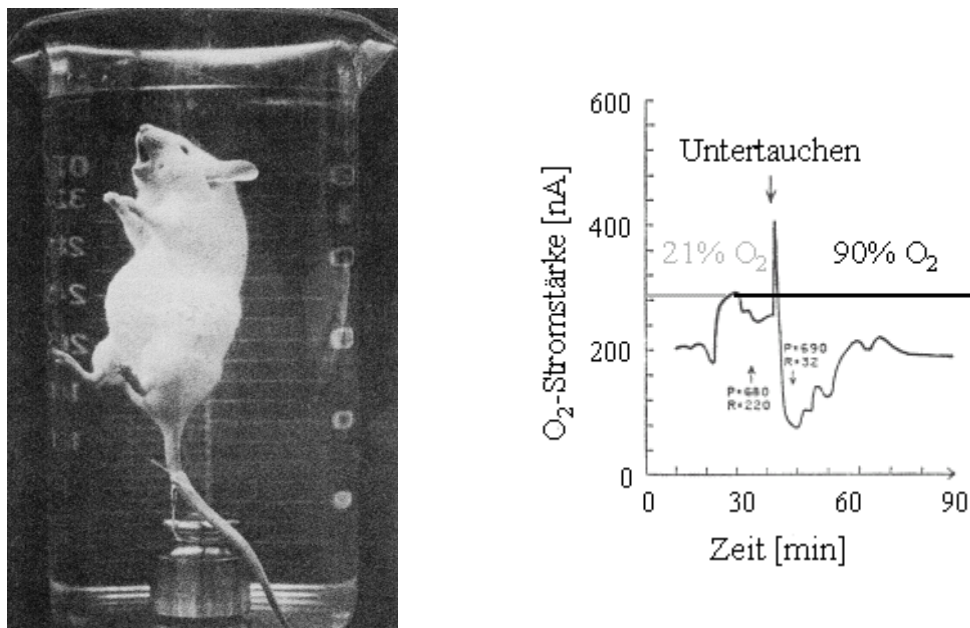 600
Untertauchen
400
21% O₂
90% O₂
200
P=690
R=32
P=680
R=220
0
O₂-Stromstärke [nA]
0
30
60
90
Zeit [min]